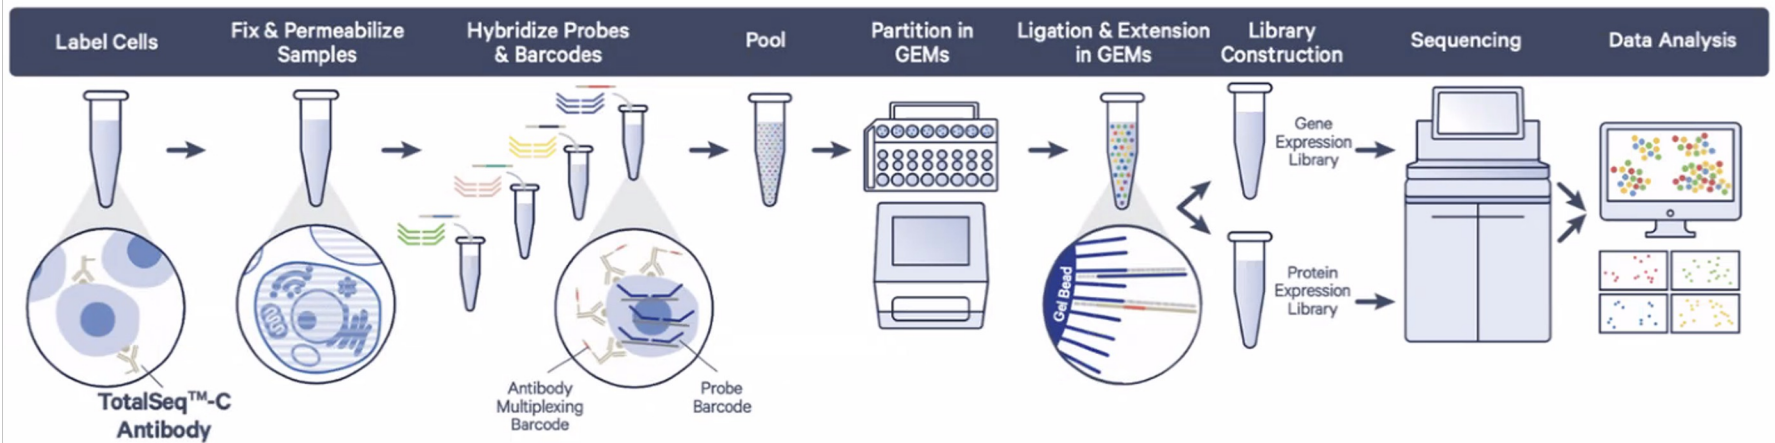 Label Cells
Fix & Permeabilize
Samples
Hybridize Probes
& Barcodes
Pool
Partition in
GEMs
Ligation & Extension
in GEMs
Library
Construction
Sequencing
Data Analysis
TotalSeq™-C
Antibody
Antibody
Multiplexing
Barcode
Probe
Barcode
Gel Bead
Gene
Expression
Library
Protein
Expression
Library